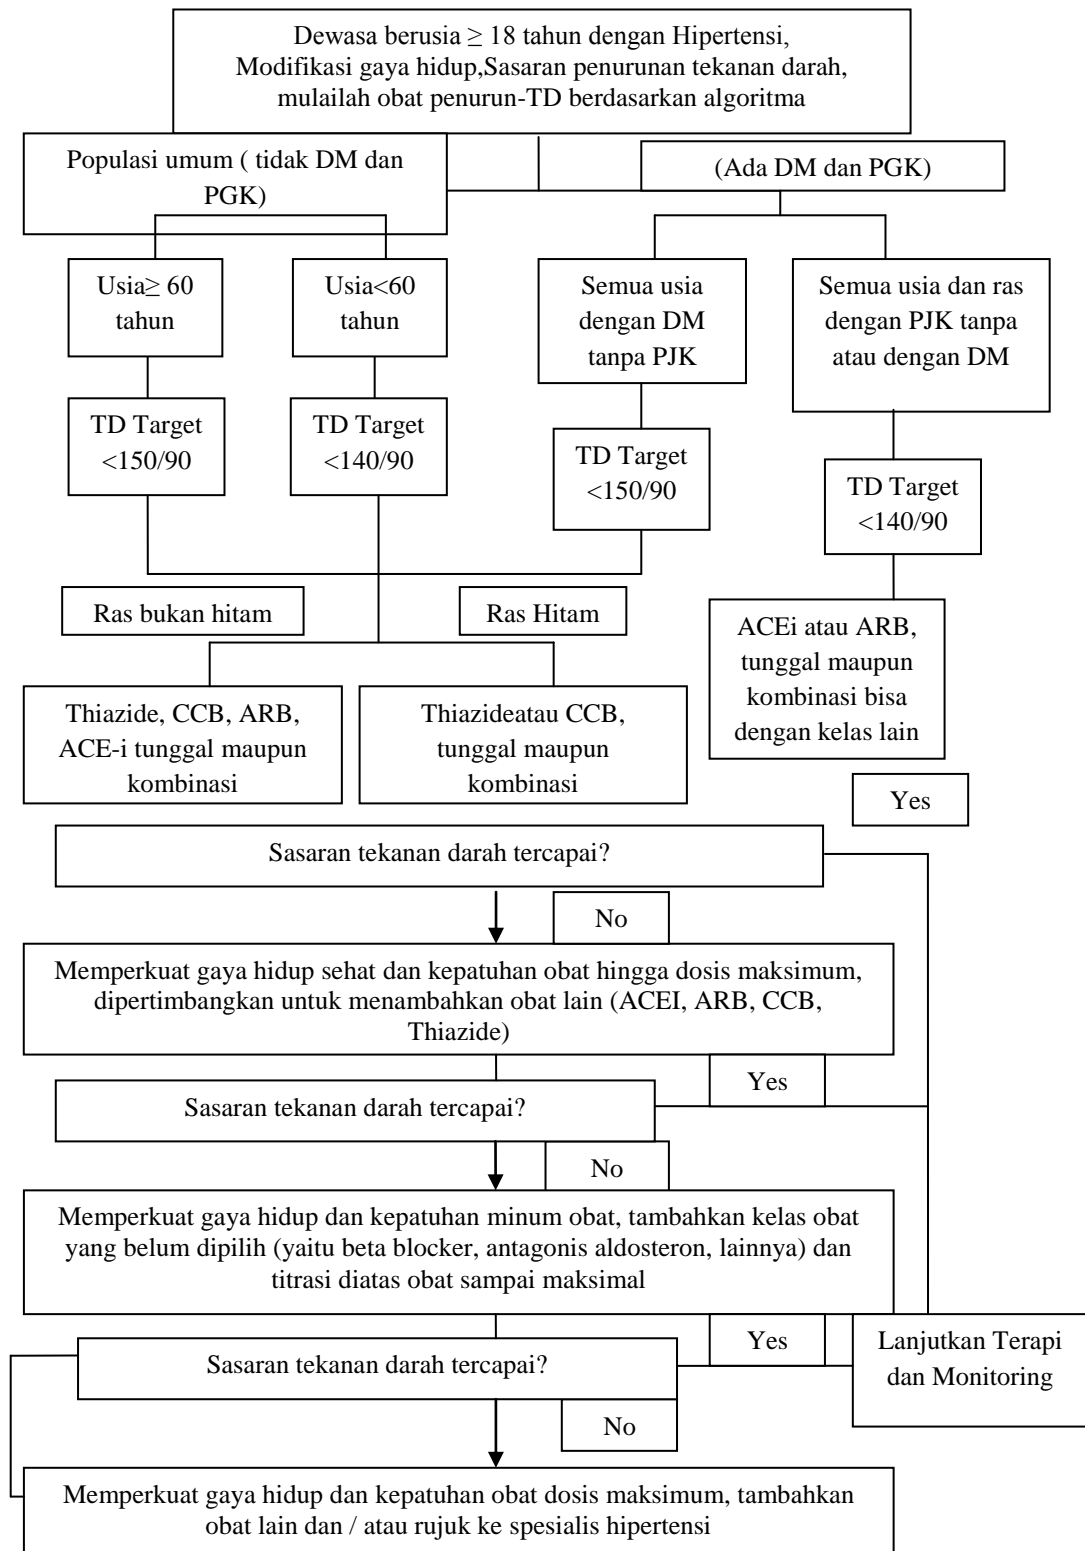 Dewasa berusia ≥ 18 tahun dengan Hipertensi,
Modifikasi gaya hidup,Sasaran penurunan tekanan darah,
mulailah obat penurun-TD berdasarkan algoritma
Populasi umum ( tidak DM dan
PGK)
(Ada DM dan PGK)
Usia≥ 60
tahun
Usia<60
tahun
Semua usia
dengan DM
tanpa PJK
Semua usia dan ras
dengan PJK tanpa
atau dengan DM
TD Target
<150/90
TD Target
<140/90
TD Target
<150/90
TD Target
<140/90
Ras bukan hitam
Ras Hitam
ACEi atau ARB,
tunggal maupun
kombinasi bisa
dengan kelas lain
Thiazide, CCB, ARB,
ACE-i tunggal maupun
kombinasi
Thiazideatau CCB,
tunggal maupun
kombinasi
Yes
Sasaran tekanan darah tercapai?
No
Memperkuat gaya hidup sehat dan kepatuhan obat hingga dosis maksimum,
dipertimbangkan untuk menambahkan obat lain (ACEI, ARB, CCB,
Thiazide)
Yes
Sasaran tekanan darah tercapai?
No
Memperkuat gaya hidup dan kepatuhan minum obat, tambahkan kelas obat
yang belum dipilih (yaitu beta blocker, antagonis aldosteron, lainnya) dan
titrasi diatas obat sampai maksimal
Yes
Lanjutkan Terapi
dan Monitoring
Sasaran tekanan darah tercapai?
No
Memperkuat gaya hidup dan kepatuhan obat dosis maksimum, tambahkan
obat lain dan / atau rujuk ke spesialis hipertensi